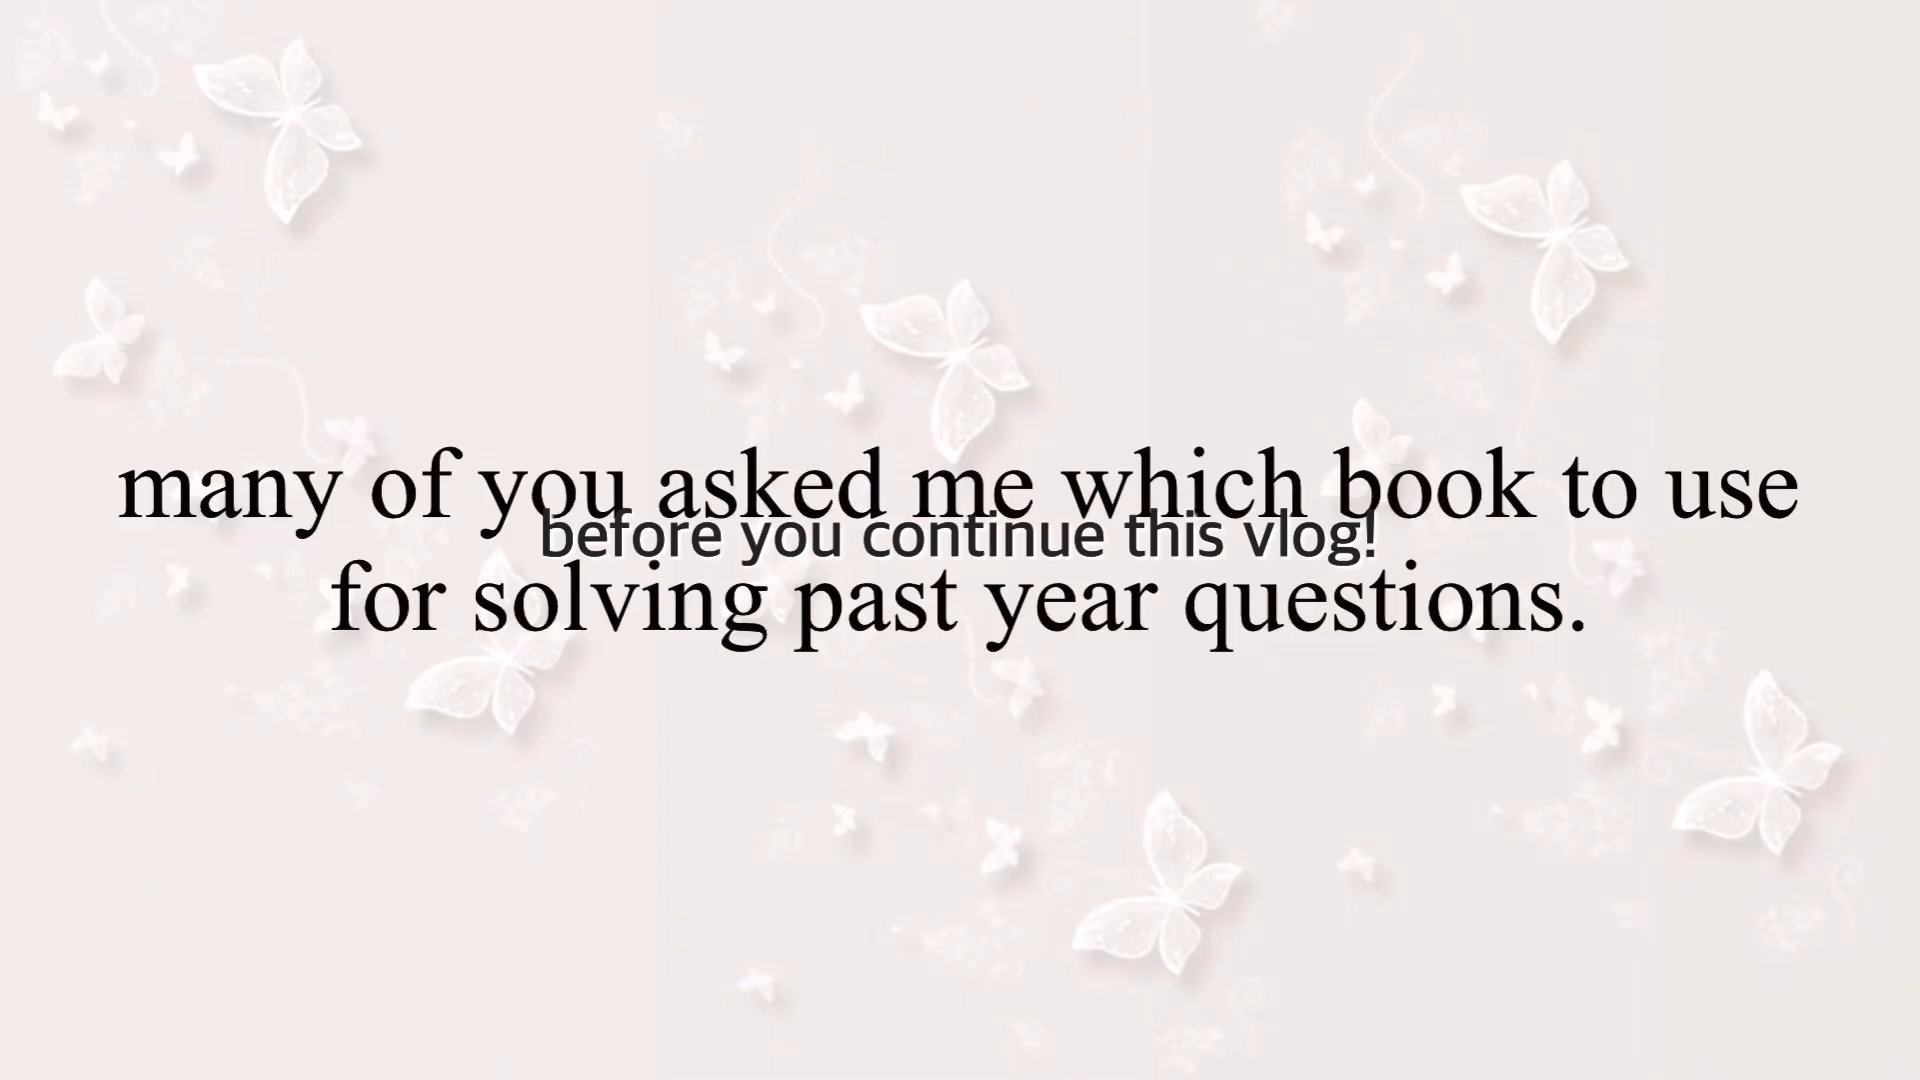 many of you asked me which book to use
before you continue this vlog!
for solving past year questions.